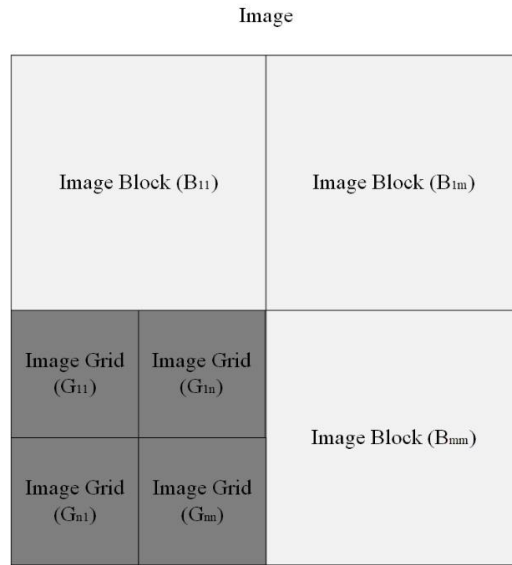 Image
Image Block (B₁₁)
Image Block (B₁ₘ)
Image Grid
(G₁₁)
Image Grid
(G₁ₙ)
Image Block (Bₘₘ)
Image Grid
(Gₙ₁)
Image Grid
(Gₙₙ)